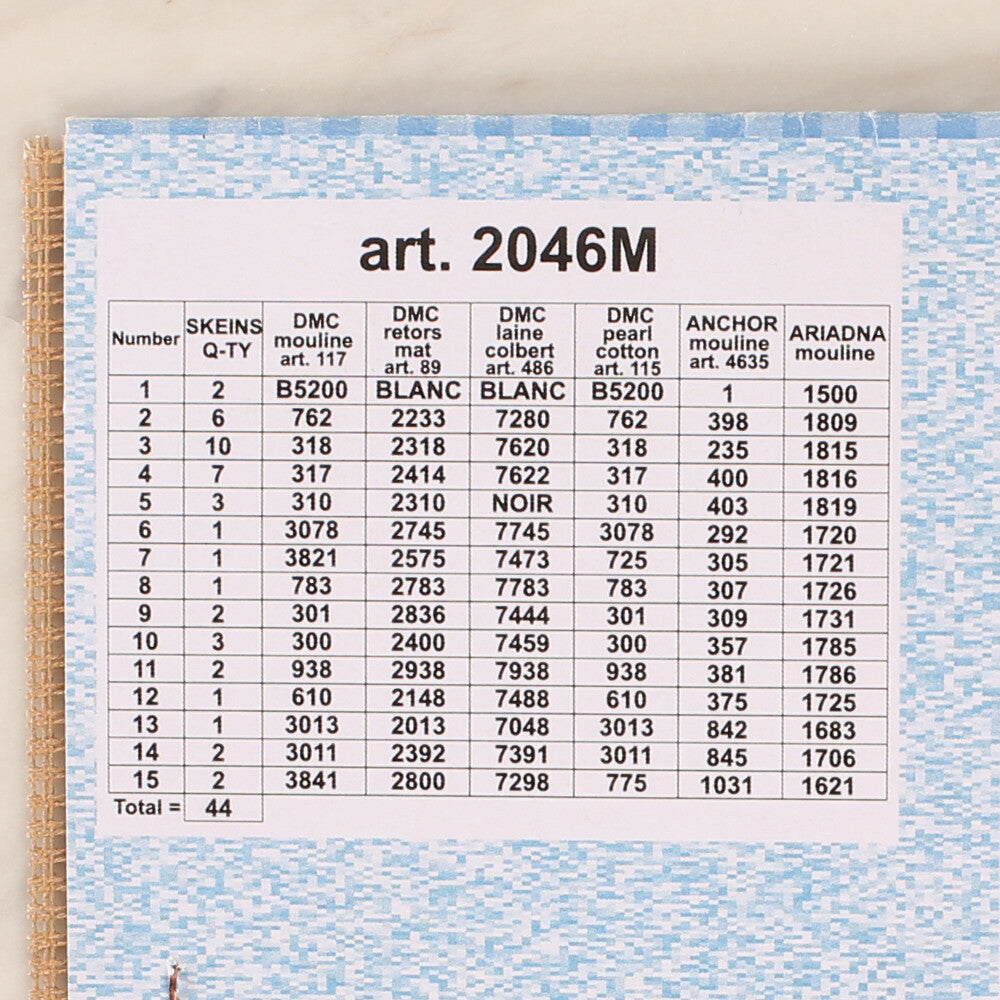 art. 2046M
Number SKEINS Q-TY DMC mouline art. 117 DMC retors mat art. 89 DMC laine colbert art. 486 DMC pearl cotton art. 115 ANCHOR mouline art. 4635 ARIADNA mouline
1 2 B5200 BLANC BLANC B5200 1 1500
2 6 762 2233 7280 762 398 1809
3 10 318 2318 7620 318 235 1815
4 7 317 2414 7622 317 400 1816
5 3 310 2310 NOIR 310 403 1819
6 1 3078 2745 7745 3078 292 1720
7 1 3821 2575 7473 725 305 1721
8 1 783 2783 7783 783 307 1726
9 2 301 2836 7444 301 309 1731
10 3 300 2400 7459 300 357 1785
11 2 938 2938 7938 938 381 1786
12 1 610 2148 7488 610 375 1725
13 1 3013 2013 7048 3013 842 1683
14 2 3011 2392 7391 3011 845 1706
15 2 3841 2800 7298 775 1031 1621
Total = 44